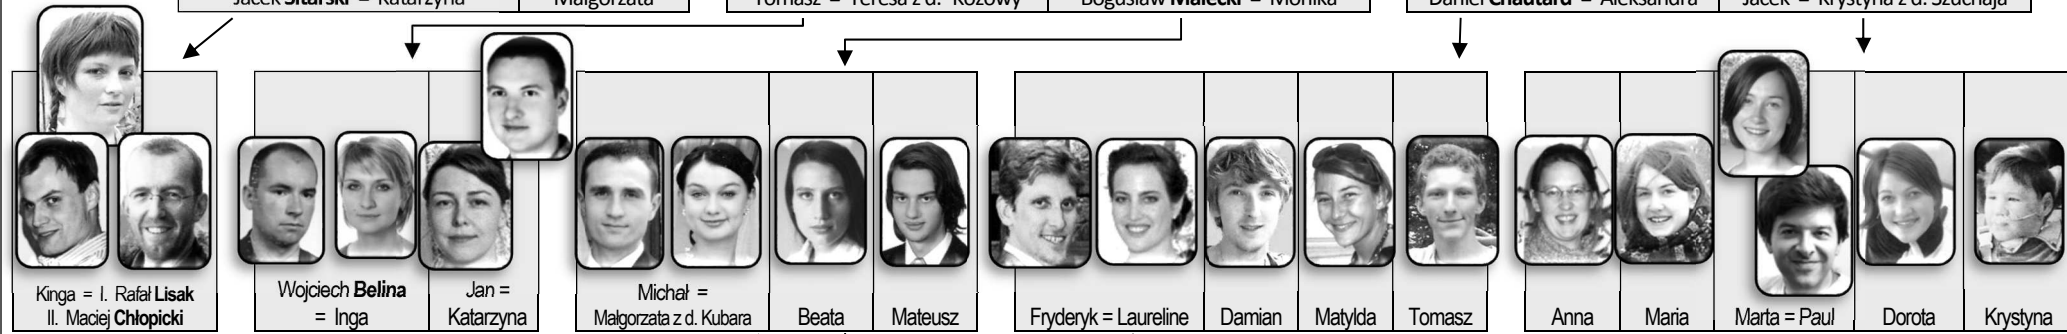 Jacek Sitarski = Katarzyna Małgorzata Tomasz = Teresa z d. Kozowy Bogusław Małecki = Monika Daniel Chautard = Aleksandra Jacek = Krystyna z d. Szuchaja
Kinga = I. Rafał Lisak
II. Maciej Chłopicki
Wojciech Belina
= Inga
Jan =
Katarzyna
Michał =
Małgorzata z d. Kubara
Beata
Mateusz
Fryderyk = Laureline
Damian
Matylda
Tomasz
Anna
Maria
Marta = Paul
Dorota
Krystyna